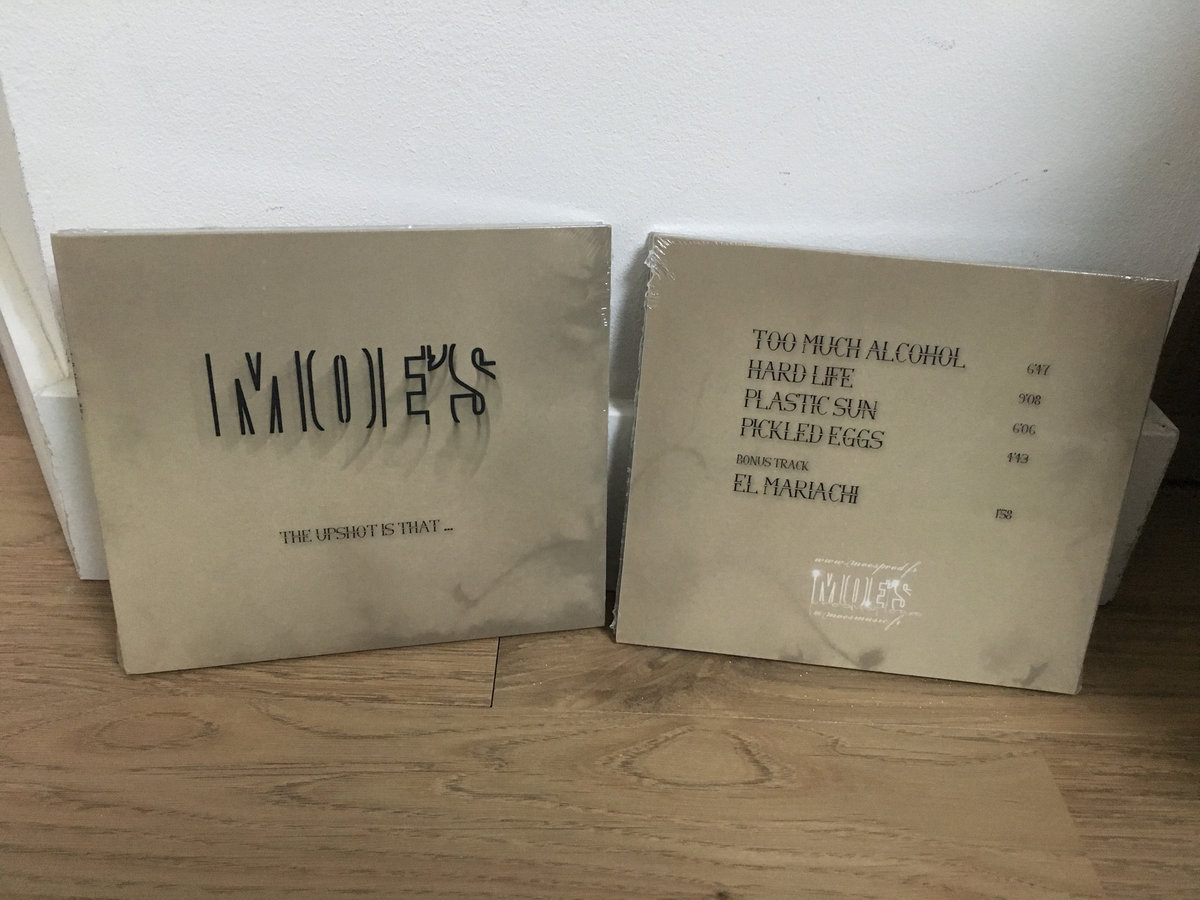 MOE'S
THE UPSHOT IS THAT ...
TOO MUCH ALCOHOL 6'47
HARD LIFE 9'08
PLASTIC SUN 6'06
PICKLED EGGS 4'43
BONUS TRACK
EL MARIACHI 1'58
MOE'S